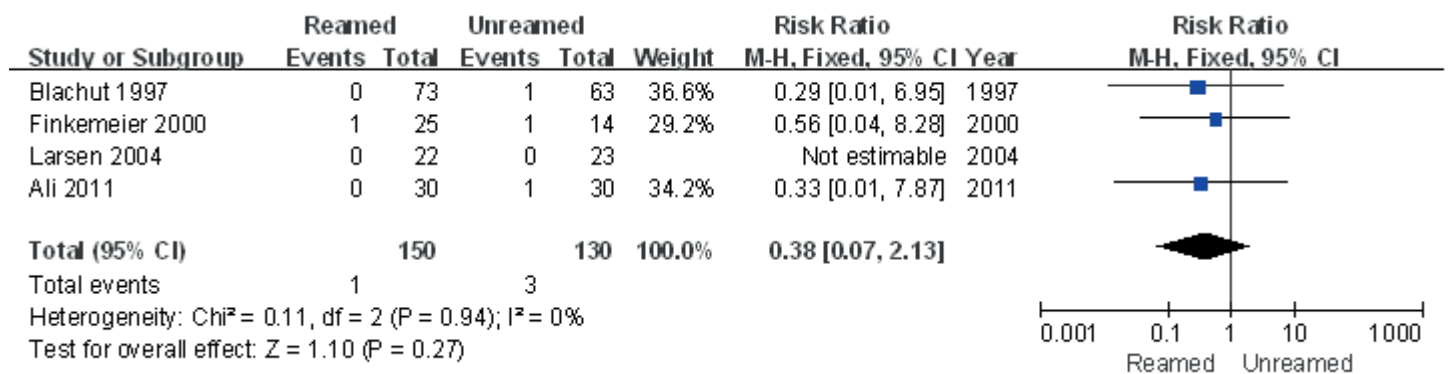 Reamed Unreamed Risk Ratio Risk Ratio
Study or Subgroup Events Total Events Total Weight M-H, Fixed, 95% CI Year M-H, Fixed, 95% CI
Blachut 1997 0 73 1 63 36.6% 0.29 [0.01, 6.95] 1997
Finkemeier 2000 1 25 1 14 29.2% 0.56 [0.04, 8.28] 2000
Larsen 2004 0 22 0 23 Not estimable 2004
Ali 2011 0 30 1 30 34.2% 0.33 [0.01, 7.87] 2011
Total (95% CI) 150 130 100.0% 0.38 [0.07, 2.13]
Total events 1 3
Heterogeneity: Chi² = 0.11, df = 2 (P = 0.94); I² = 0%
Test for overall effect: Z = 1.10 (P = 0.27)
0.001 0.1 1 10 1000
Reamed Unreamed